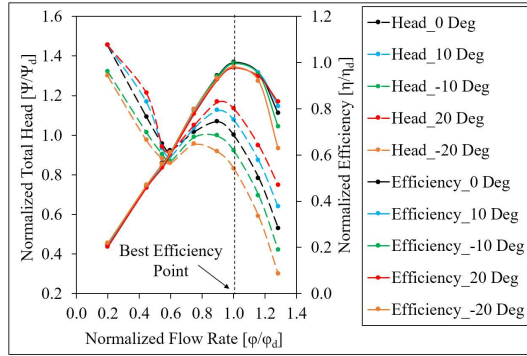 Normalized Total Head [Ψ/Ψd]
1.6
1.4
1.2
1.0
0.8
0.6
0.4
0.2
0.0 0.2 0.4 0.6 0.8 1.0 1.2 1.4
Normalized Flow Rate [φ/φd]
Best Efficiency
Point
1.2
1.0
0.8
0.6
0.4
0.2
0.0
Normalized Efficiency [η/ηd]
Head_0 Deg
Head_10 Deg
Head_-10 Deg
Head_20 Deg
Head_-20 Deg
Efficiency_0 Deg
Efficiency_10 Deg
Efficiency_-10 Deg
Efficiency_20 Deg
Efficiency_-20 Deg